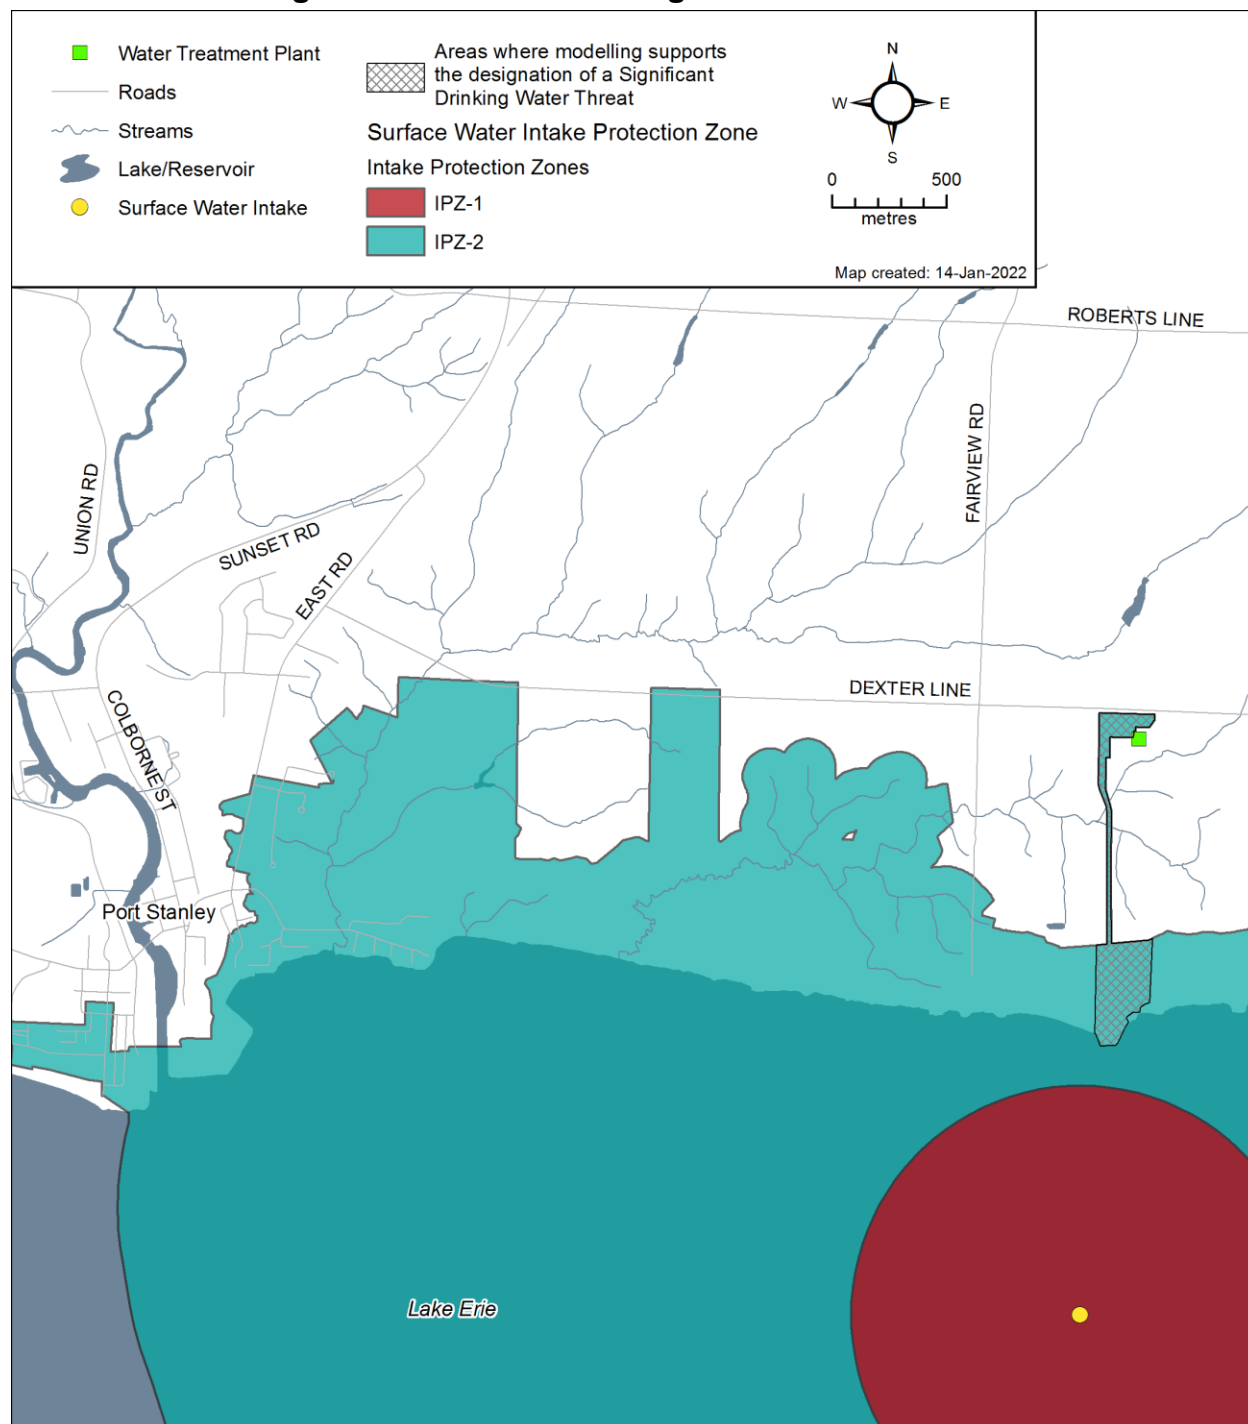 Water Treatment Plant
Roads
Streams
Lake/Reservoir
Surface Water Intake
Areas where modelling supports
the designation of a Significant
Drinking Water Threat
Surface Water Intake Protection Zone
Intake Protection Zones
IPZ-1
IPZ-2
N
W E
S
0 500
metres
Map created: 14-Jan-2022
ROBERTS LINE
FAIRVIEW RD
UNION RD
SUNSET RD
EAST RD
DEXTER LINE
COLBORNE ST
Port Stanley
Lake Erie